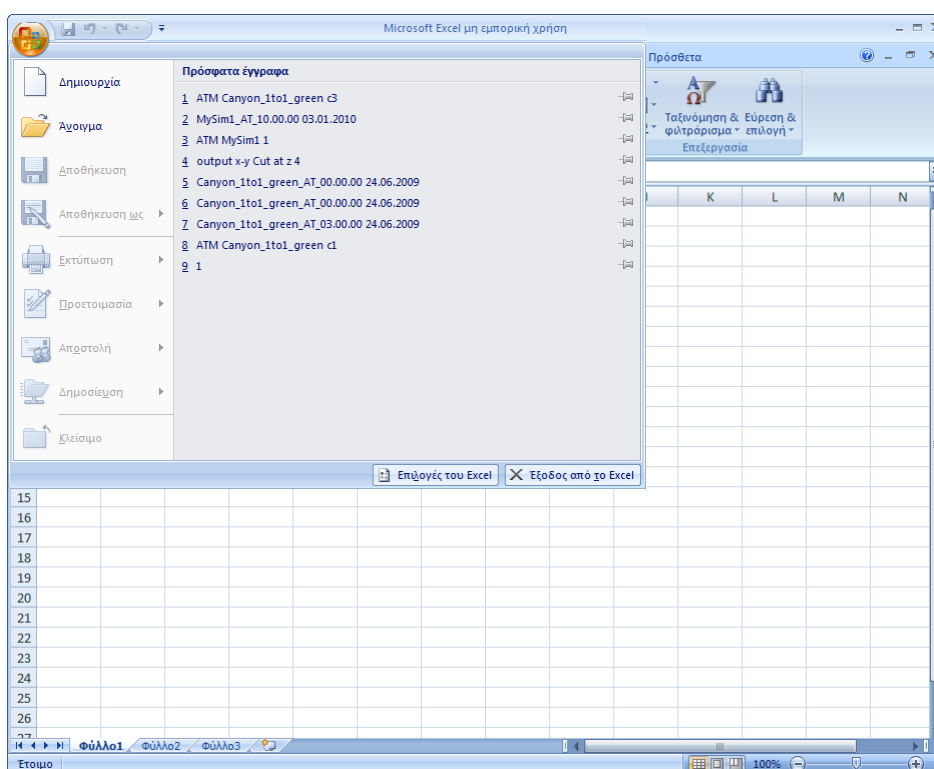 Microsoft Excel μη εμπορική χρήση
Πρόσθετα
Δημιουργία
Άνοιγμα
Αποθήκευση
Αποθήκευση ως
Εκτύπωση
Προετοιμασία
Αποστολή
Δημοσίευση
Κλείσιμο
Πρόσφατα έγγραφα
1 ATM Canyon_1to1_green c3
2 MySim1_AT_10.00.00 03.01.2010
3 ATM MySim1 1
4 output x-y Cut at z 4
5 Canyon_1to1_green_AT_00.00.00 24.06.2009
6 Canyon_1to1_green_AT_00.00.00 24.06.2009
7 Canyon_1to1_green_AT_03.00.00 24.06.2009
8 ATM Canyon_1to1_green c1
9 1
Επιλογές του Excel
Έξοδος από το Excel
Ταξινόμηση & φιλτράρισμα
Εύρεση & επιλογή
Επεξεργασία
K L M N
15
16
17
18
19
20
21
22
23
24
25
26
27
Φύλλο1 Φύλλο2 Φύλλο3
Έτοιμο 100%